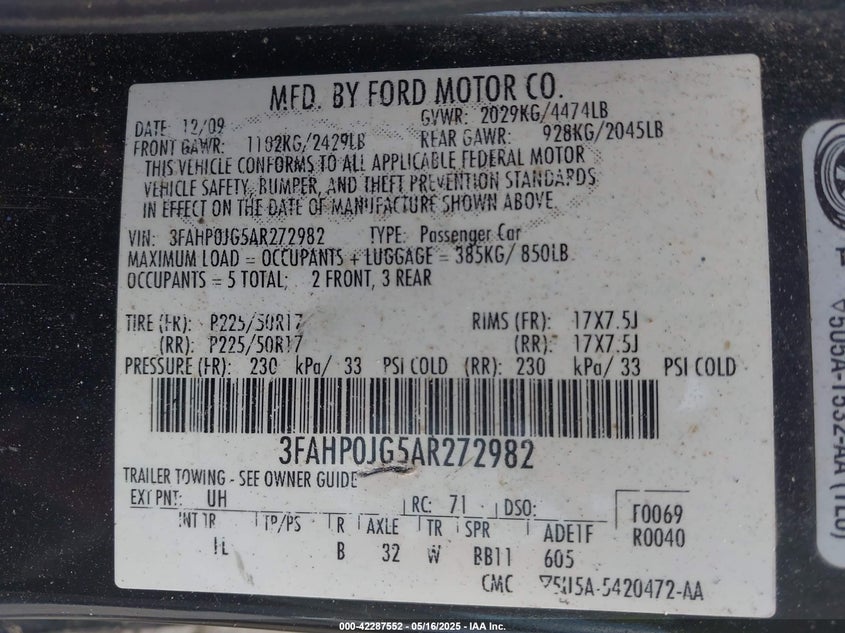 MFD. BY FORD MOTOR CO.
DATE: 12/09 GVWR: 2029KG/4474LB
FRONT GAWR: 1102KG/2429LB REAR GAWR: 928KG/2045LB
THIS VEHICLE CONFORMS TO ALL APPLICABLE FEDERAL MOTOR
VEHICLE SAFETY, BUMPER, AND THEFT PREVENTION STANDARDS
IN EFFECT ON THE DATE OF MANUFACTURE SHOWN ABOVE.
VIN: 3FAHP0JG5AR272982 TYPE: Passenger Car
MAXIMUM LOAD = OCCUPANTS + LUGGAGE = 385KG/ 850LB
OCCUPANTS = 5 TOTAL; 2 FRONT, 3 REAR
TIRE (FR): P225/50R17 RIMS (FR): 17X7.5J
(RR): P225/50R17 (RR): 17X7.5J
PRESSURE (FR): 230 kPa/ 33 PSI COLD (RR): 230 kPa/ 33 PSI COLD
3FAHP0JG5AR272982
TRAILER TOWING - SEE OWNER GUIDE
EXT PNT: UH RC: 71 DSO: F0069
INT TR TP/PS R AXLE TR SPR R0040
B 32 W BB11 605
CMC 5U5A-5420472-AA
000-42287552 - 05/16/2025 - IAA Inc.